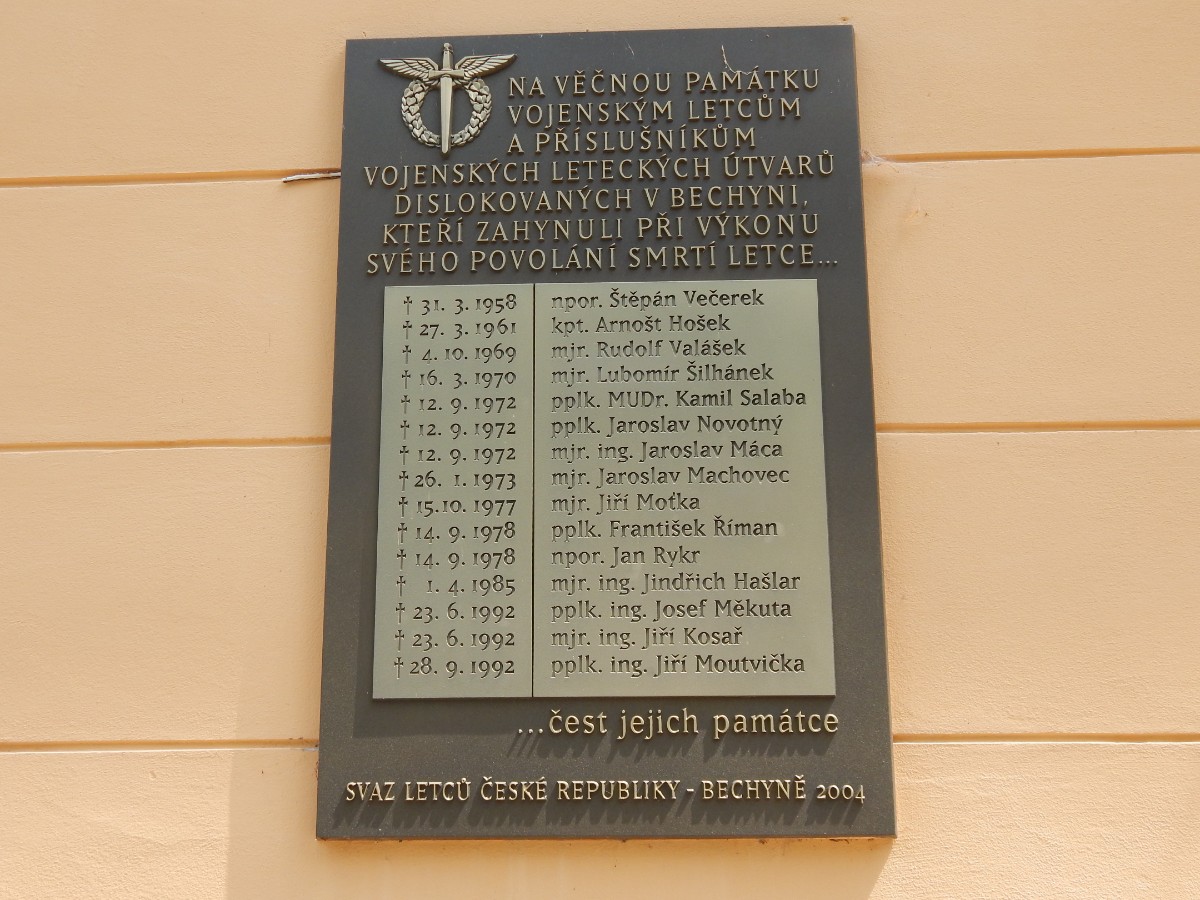 NA VĚČNOU PAMÁTKU
VOJENSKÝM LETCŮM
A PŘÍSLUŠNÍKŮM
VOJENSKÝCH LETECKÝCH ÚTVARŮ
DISLOKOVANÝCH V BECHYNI,
KTEŘÍ ZAHYNULI PŘI VÝKONU
SVÉHO POVOLÁNÍ SMRTÍ LETCE...
† 31. 3. 1958 npor. Štěpán Večerek
† 27. 3. 1961 kpt. Arnošt Hošek
† 4. 10. 1969 mjr. Rudolf Valášek
† 16. 3. 1970 mjr. Lubomír Šilhánek
† 12. 9. 1972 pplk. MUDr. Kamil Salaba
† 12. 9. 1972 pplk. Jaroslav Novotný
† 12. 9. 1972 mjr. ing. Jaroslav Máca
† 26. 1. 1973 mjr. Jaroslav Machovec
† 15. 10. 1977 mjr. Jiří Moťka
† 14. 9. 1978 pplk. František Říman
† 14. 9. 1978 npor. Jan Rykr
† 1. 4. 1985 mjr. ing. Jindřich Hašlar
† 23. 6. 1992 pplk. ing. Josef Měkuta
† 23. 6. 1992 mjr. ing. Jiří Kosař
† 28. 9. 1992 pplk. ing. Jiří Moutvička
...čest jejich památce
SVAZ LETCŮ ČESKÉ REPUBLIKY - BECHYNĚ 2004